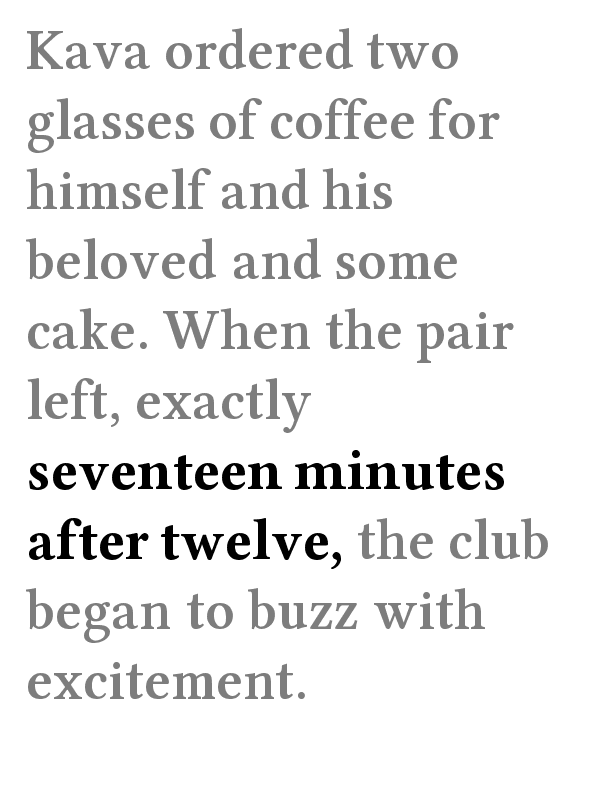 Kava ordered two
glasses of coffee for
himself and his
beloved and some
cake. When the pair
left, exactly
seventeen minutes
after twelve, the club
began to buzz with
excitement.